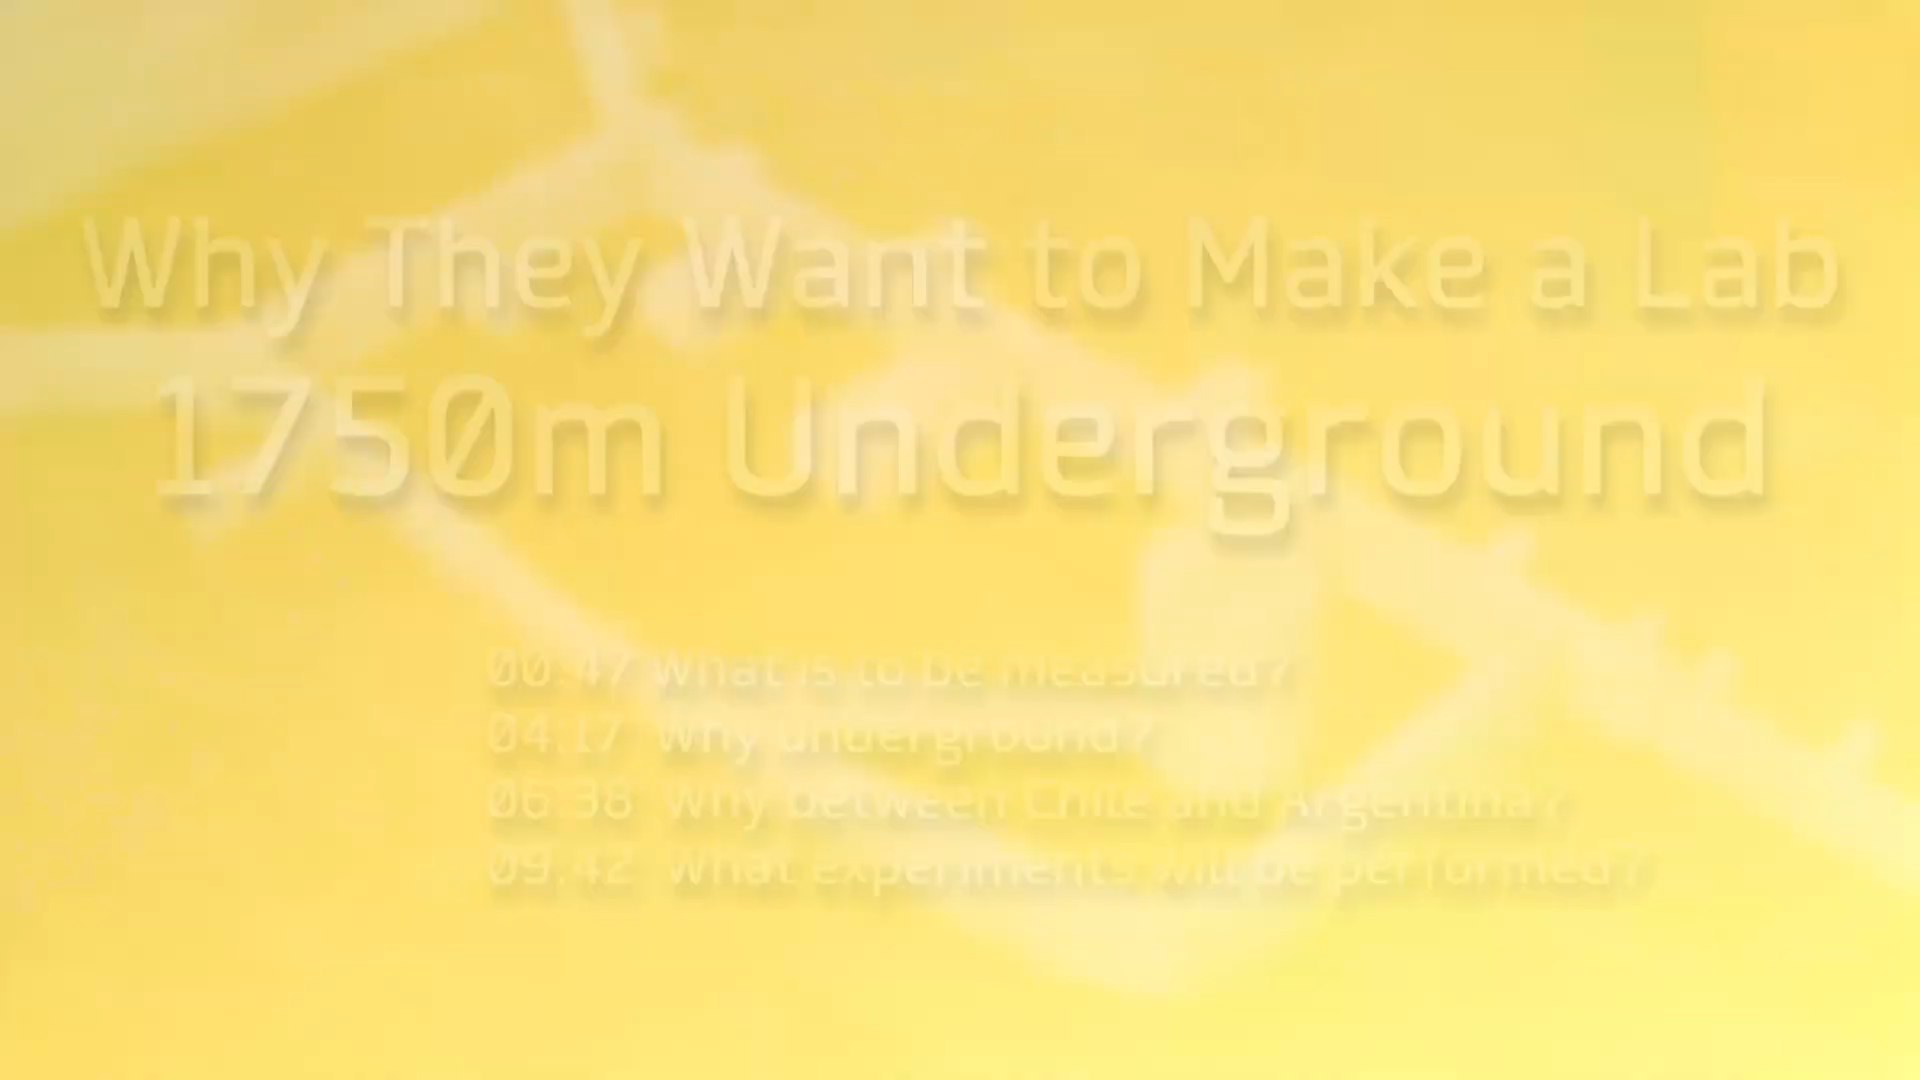 Why They Want to Make a Lab
1750m Underground
00:47 What is to be measured?
04:17 Why underground?
06:38 Why between Chile and Argentina?
09:42 What experiments will be performed?